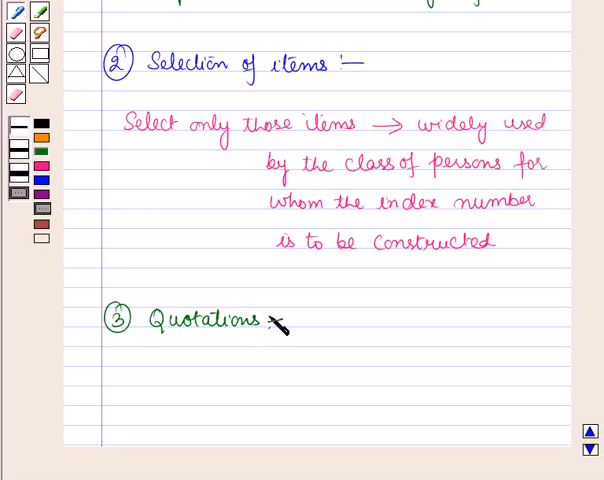 ② Selection of items :-
Select only those items → widely used
by the class of persons for
whom the index number
is to be constructed
③ Quotations :-